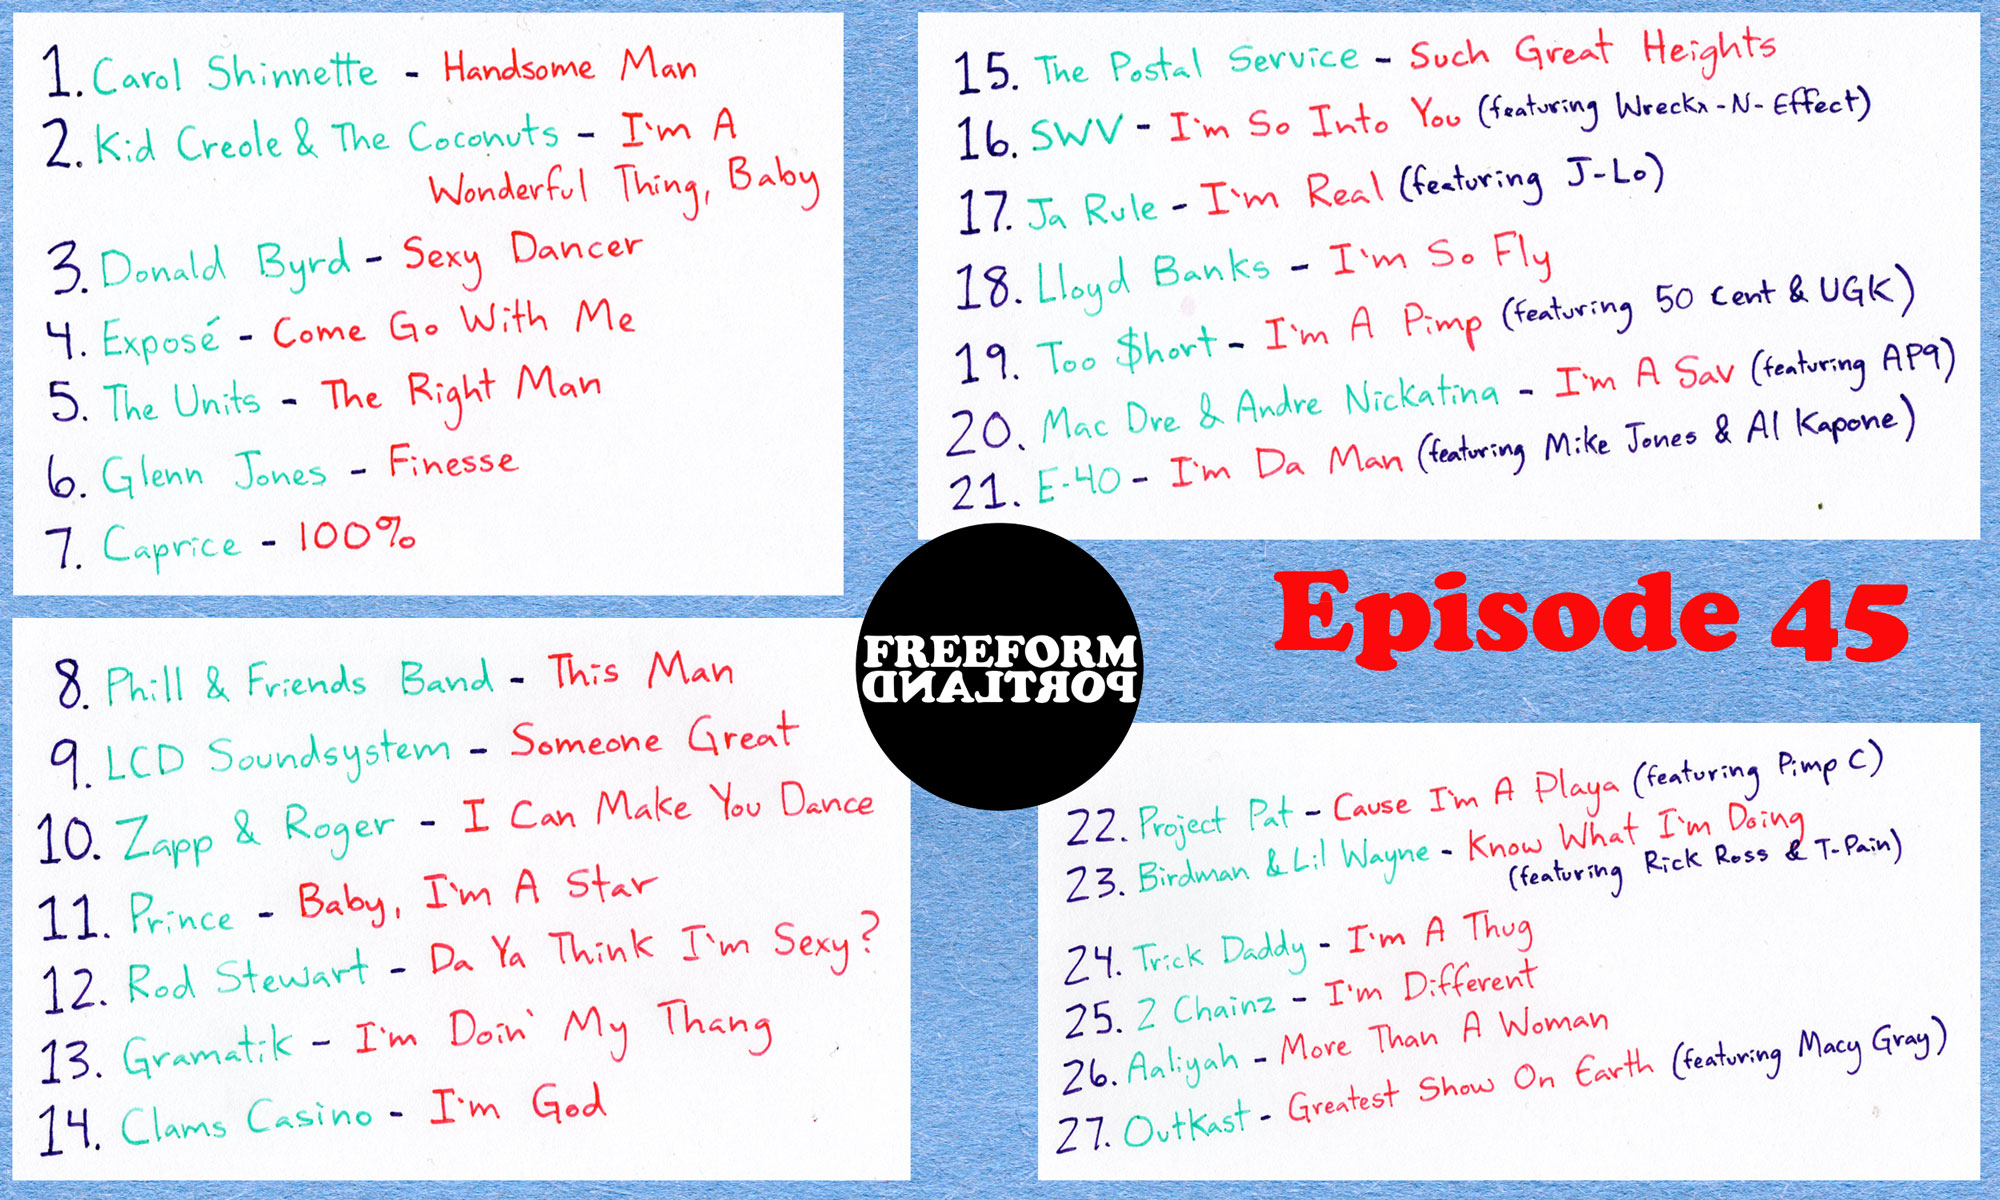 1. Carol Shinnette - Handsome Man
2. Kid Creole & The Coconuts - I'm A
Wonderful Thing, Baby
3. Donald Byrd - Sexy Dancer
4. Exposé - Come Go With Me
5. The Units - The Right Man
6. Glenn Jones - Finesse
7. Caprice - 100%
8. Phill & Friends Band - This Man
9. LCD Soundsystem - Someone Great
10. Zapp & Roger - I Can Make You Dance
11. Prince - Baby, I'm A Star
12. Rod Stewart - Da Ya Think I'm Sexy?
13. Gramatik - I'm Doin' My Thang
14. Clams Casino - I'm God
15. The Postal Service - Such Great Heights
16. SWV - I'm So Into You (featuring Wreckx-N-Effect)
17. Ja Rule - I'm Real (featuring J-Lo)
18. Lloyd Banks - I'm So Fly
19. Too $hort - I'm A Pimp (featuring 50 Cent & UGK)
20. Mac Dre & Andre Nickatina - I'm A Sav (featuring AP9)
21. E-40 - I'm Da Man (featuring Mike Jones & Al Kapone)
FREEFORM
PORTLAND
Episode 45
22. Project Pat - Cause I'm A Playa (featuring Pimp C)
23. Birdman & Lil Wayne - Know What I'm Doing
(featuring Rick Ross & T-Pain)
24. Trick Daddy - I'm A Thug
25. 2 Chainz - I'm Different
26. Aaliyah - More Than A Woman
27. Outkast - Greatest Show On Earth (featuring Macy Gray)